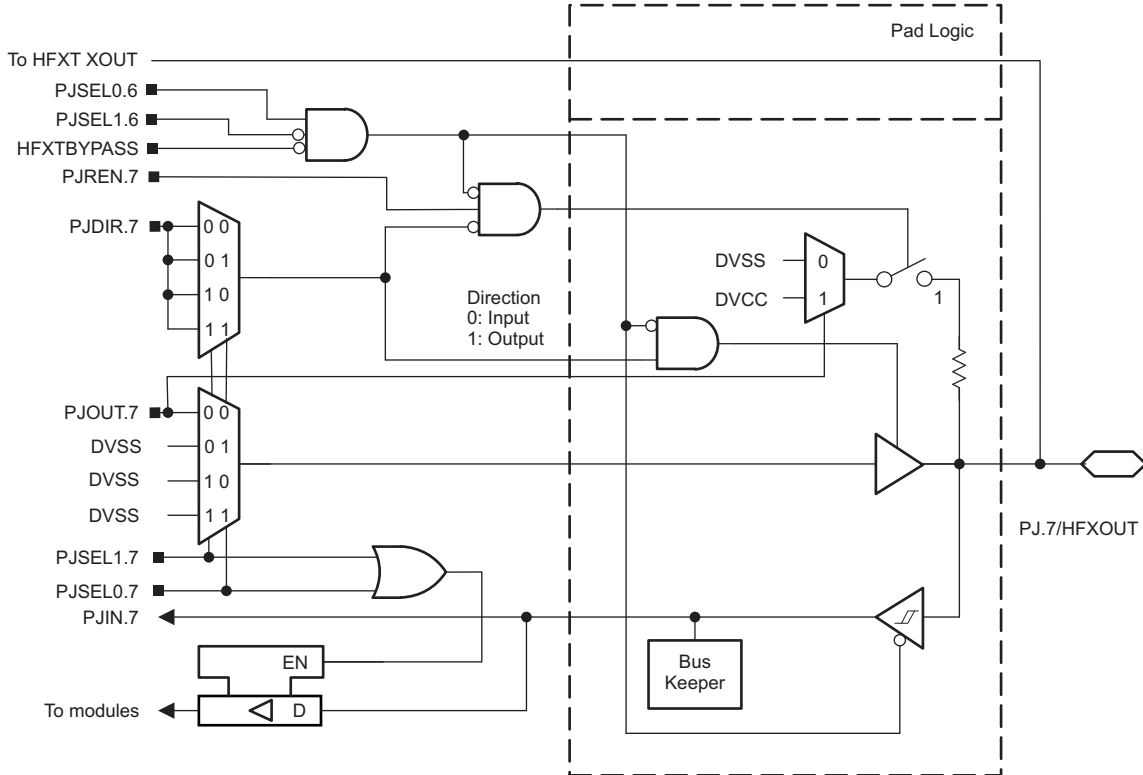 Pad Logic
To HFXT XOUT
PJSEL0.6
PJSEL1.6
HFXTBYPASS
PJREN.7
PJDIR.7
0 0
0 1
1 0
1 1
Direction
0: Input
1: Output
DVSS
0
DVCC
1
1
PJOUT.7
0 0
DVSS
0 1
DVSS
1 0
DVSS
1 1
PJ.7/HFXOUT
PJSEL1.7
PJSEL0.7
PJIN.7
EN
Bus
Keeper
To modules
D